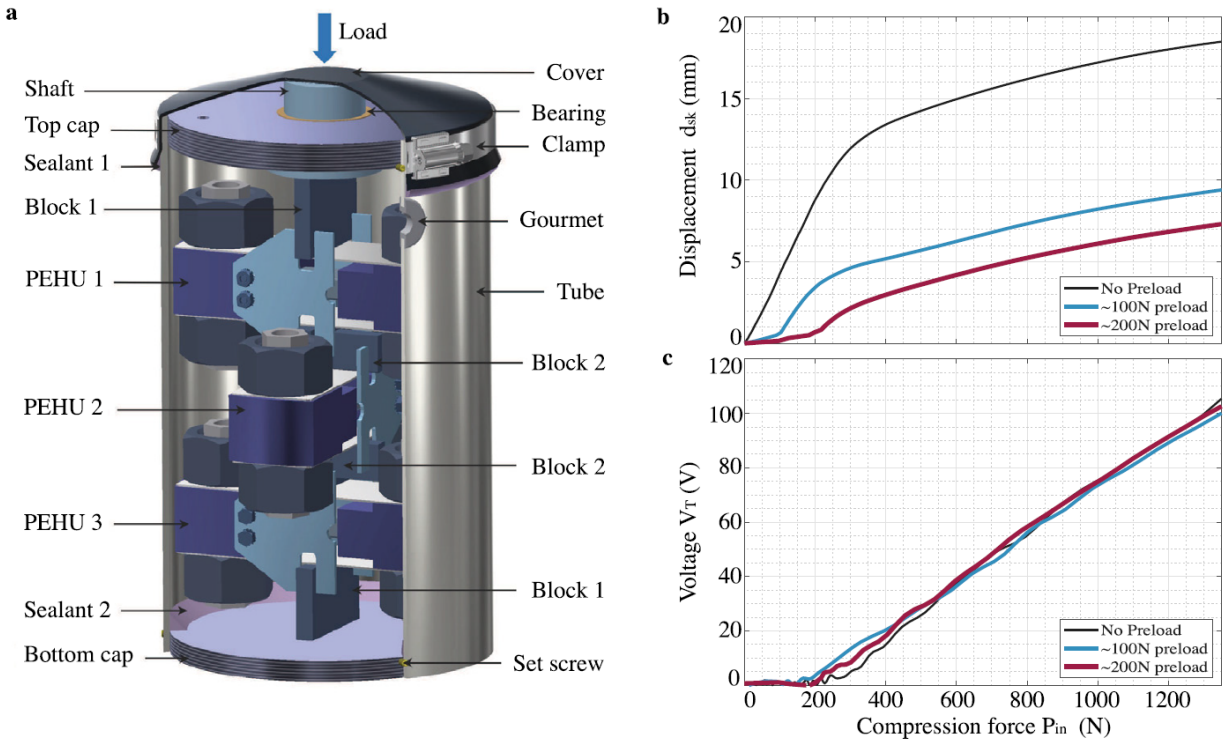 a
Load
Cover
Shaft
Bearing
Top cap
Clamp
Sealant 1
Block 1
Gourmet
PEHU 1
Tube
Block 2
PEHU 2
Block 2
PEHU 3
Block 1
Sealant 2
Bottom cap
Set screw
b
20
15
10
5
0
Displacement dsk (mm)
No Preload
~100N preload
~200N preload
c
120
100
80
60
40
20
0
Voltage VT (V)
No Preload
~100N preload
~200N preload
0 200 400 600 800 1000 1200
Compression force Pin (N)